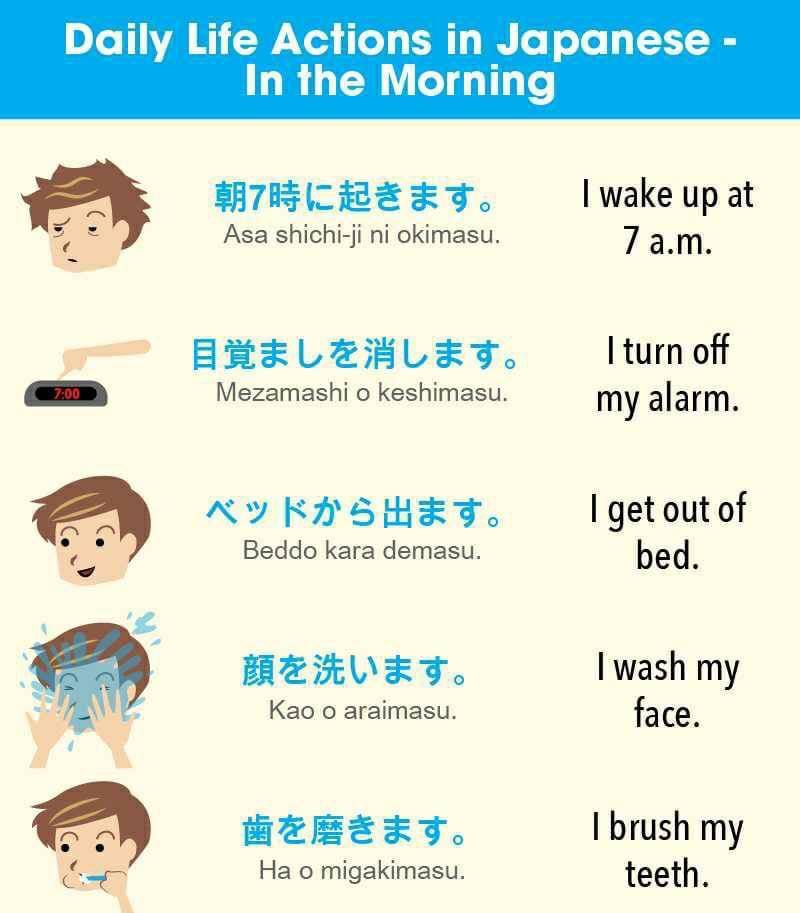 Daily Life Actions in Japanese -
In the Morning
朝7時に起きます。
Asa shichi-ji ni okimasu.
I wake up at
7 a.m.
7:00
目覚ましを消します。
Mezamashi o keshimasu.
I turn off
my alarm.
ベッドから出ます。
Beddo kara demasu.
I get out of
bed.
顔を洗います。
Kao o araimasu.
I wash my
face.
歯を磨きます。
Ha o migakimasu.
I brush my
teeth.